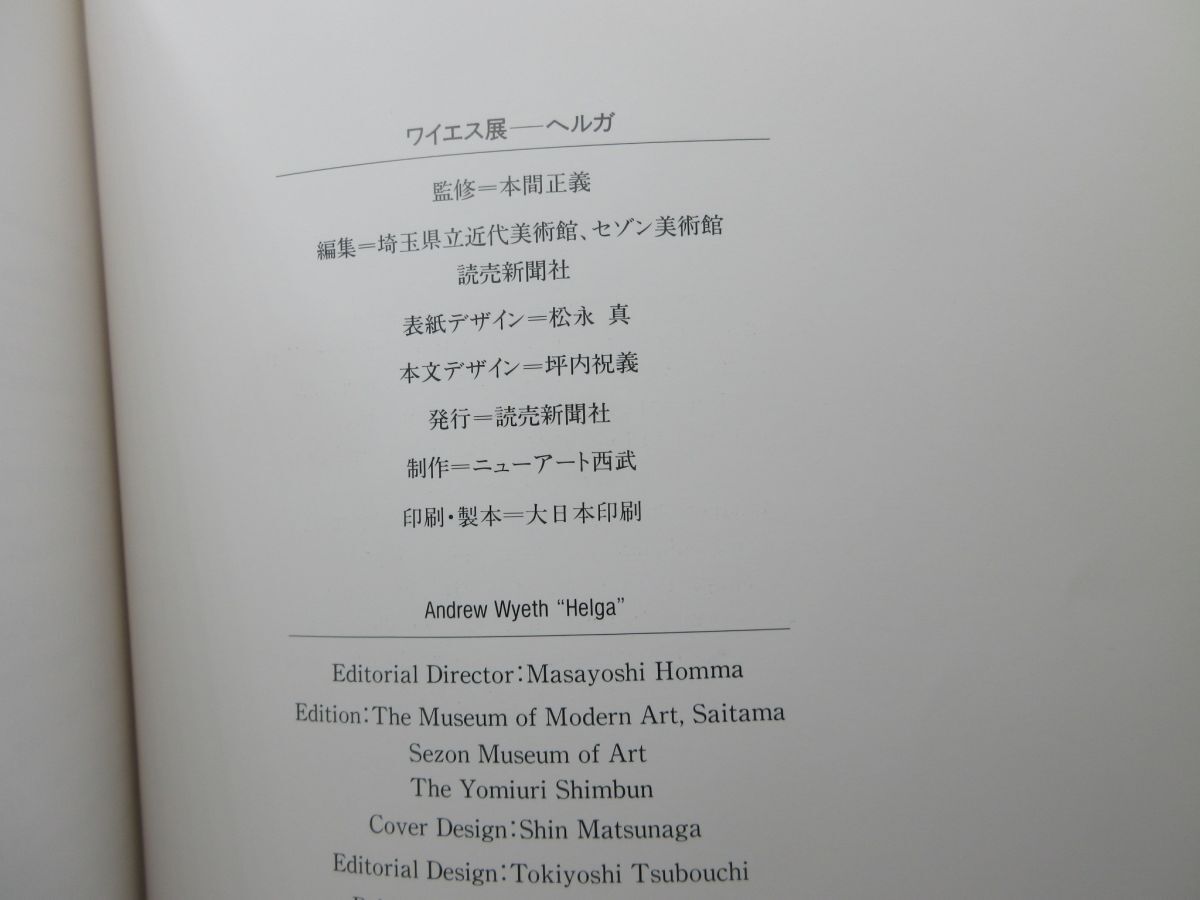 ワイエス展──ヘルガ
監修＝本間正義
編集＝埼玉県立近代美術館、セゾン美術館
読売新聞社
表紙デザイン＝松永 真
本文デザイン＝坪内祝義
発行＝読売新聞社
制作＝ニューアート西武
印刷・製本＝大日本印刷
Andrew Wyeth “Helga”
Editorial Director:Masayoshi Homma
Edition:The Museum of Modern Art, Saitama
Sezon Museum of Art
The Yomiuri Shimbun
Cover Design:Shin Matsunaga
Editorial Design:Tokiyoshi Tsubouchi